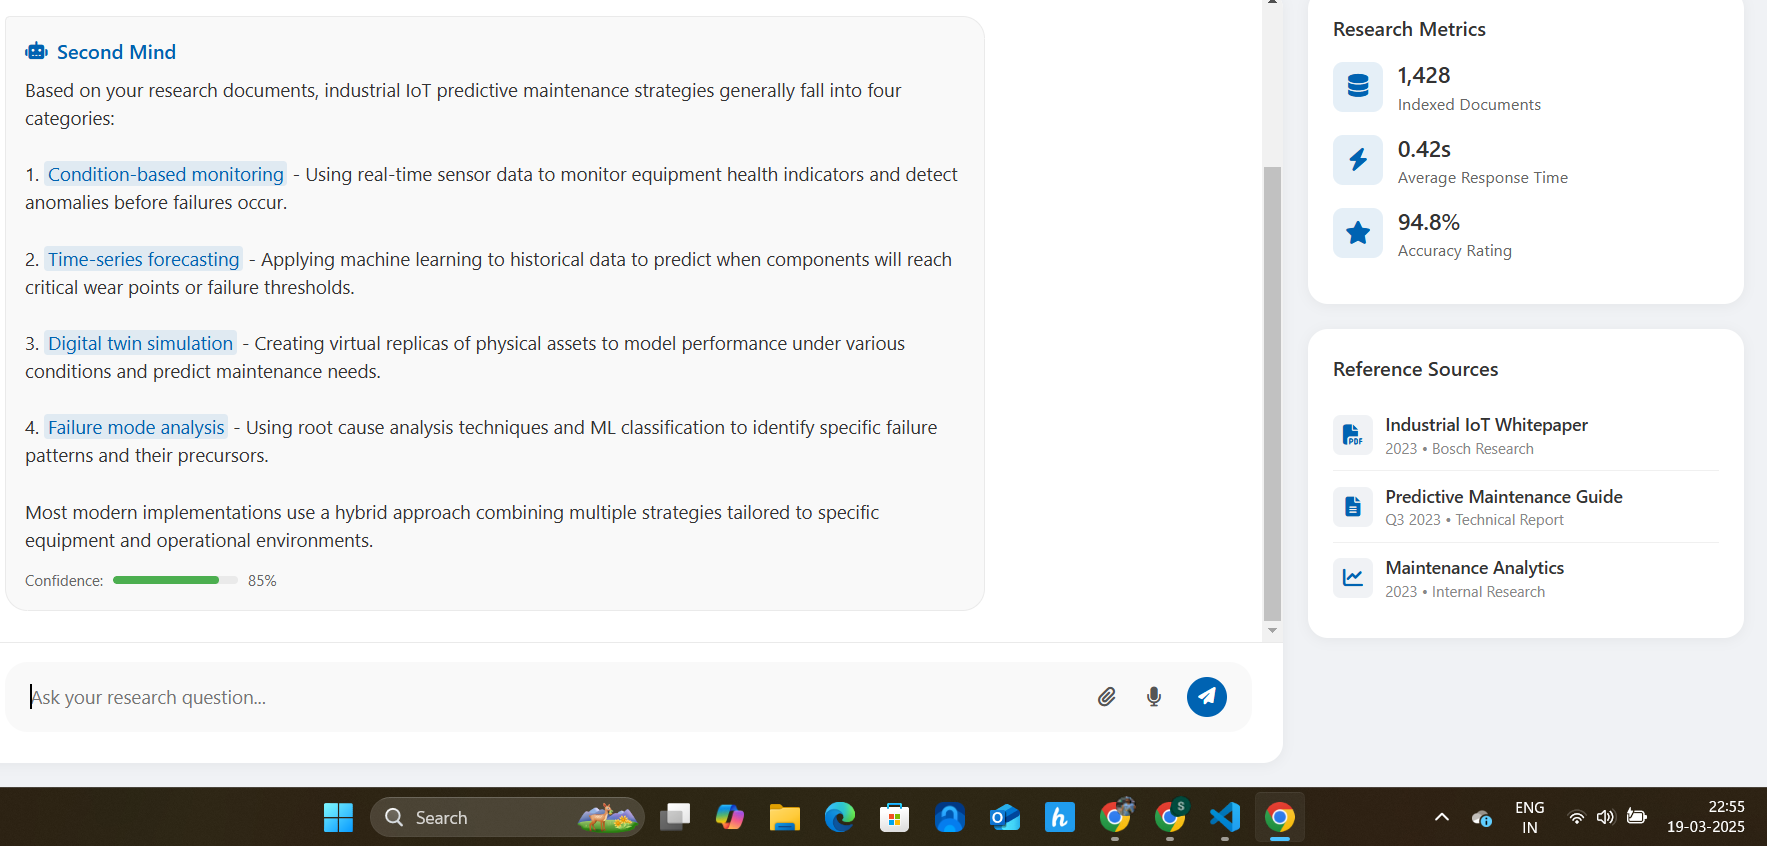 Second Mind
Based on your research documents, industrial IoT predictive maintenance strategies generally fall into four
categories:
1. Condition-based monitoring - Using real-time sensor data to monitor equipment health indicators and detect
anomalies before failures occur.
2. Time-series forecasting - Applying machine learning to historical data to predict when components will reach
critical wear points or failure thresholds.
3. Digital twin simulation - Creating virtual replicas of physical assets to model performance under various
conditions and predict maintenance needs.
4. Failure mode analysis - Using root cause analysis techniques and ML classification to identify specific failure
patterns and their precursors.
Most modern implementations use a hybrid approach combining multiple strategies tailored to specific
equipment and operational environments.
Confidence: 85%
Ask your research question...
Research Metrics
1,428
Indexed Documents
0.42s
Average Response Time
94.8%
Accuracy Rating
Reference Sources
PDF
Industrial IoT Whitepaper
2023 • Bosch Research
Predictive Maintenance Guide
Q3 2023 • Technical Report
Maintenance Analytics
2023 • Internal Research
Search
h
S
ENG
IN
22:55
19-03-2025